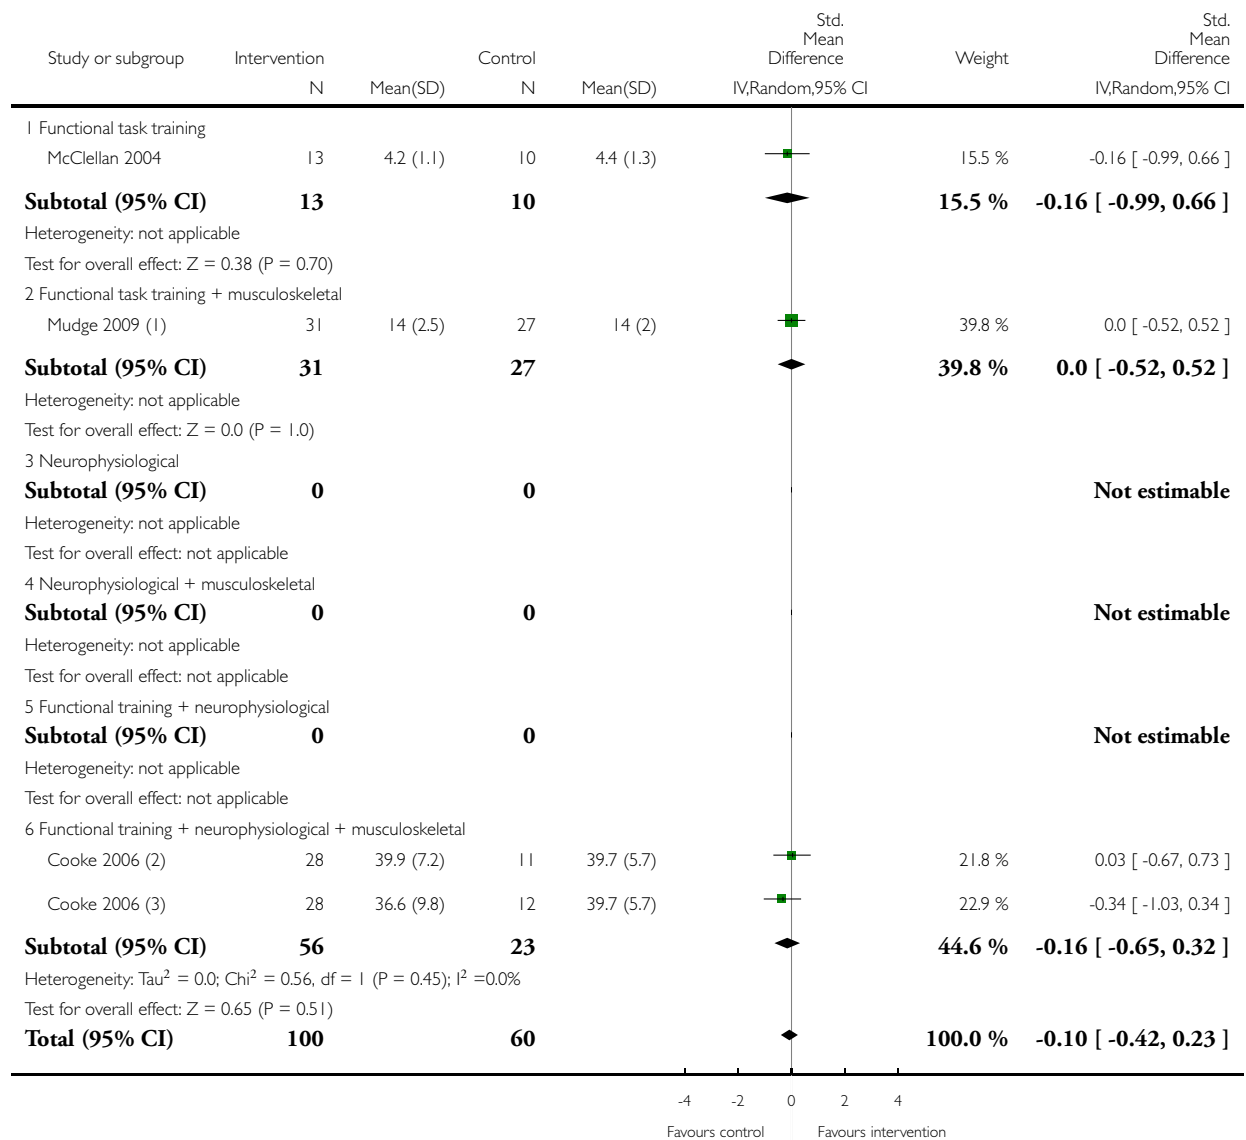 Std. Mean Difference Std. Mean Difference
Study or subgroup Intervention Control Weight
N Mean(SD) N Mean(SD) IV,Random,95% CI IV,Random,95% CI
1 Functional task training
McClellan 2004 13 4.2 (1.1) 10 4.4 (1.3) 15.5 % -0.16 [ -0.99, 0.66 ]
Subtotal (95% CI) 13 10 15.5 % -0.16 [ -0.99, 0.66 ]
Heterogeneity: not applicable
Test for overall effect: Z = 0.38 (P = 0.70)
2 Functional task training + musculoskeletal
Mudge 2009 (1) 31 14 (2.5) 27 14 (2) 39.8 % 0.0 [ -0.52, 0.52 ]
Subtotal (95% CI) 31 27 39.8 % 0.0 [ -0.52, 0.52 ]
Heterogeneity: not applicable
Test for overall effect: Z = 0.0 (P = 1.0)
3 Neurophysiological
Subtotal (95% CI) 0 0 Not estimable
Heterogeneity: not applicable
Test for overall effect: not applicable
4 Neurophysiological + musculoskeletal
Subtotal (95% CI) 0 0 Not estimable
Heterogeneity: not applicable
Test for overall effect: not applicable
5 Functional training + neurophysiological
Subtotal (95% CI) 0 0 Not estimable
Heterogeneity: not applicable
Test for overall effect: not applicable
6 Functional training + neurophysiological + musculoskeletal
Cooke 2006 (2) 28 39.9 (7.2) 11 39.7 (5.7) 21.8 % 0.03 [ -0.67, 0.73 ]
Cooke 2006 (3) 28 36.6 (9.8) 12 39.7 (5.7) 22.9 % -0.34 [ -1.03, 0.34 ]
Subtotal (95% CI) 56 23 44.6 % -0.16 [ -0.65, 0.32 ]
Heterogeneity: Tau² = 0.0; Chi² = 0.56, df = 1 (P = 0.45); I² =0.0%
Test for overall effect: Z = 0.65 (P = 0.51)
Total (95% CI) 100 60 100.0 % -0.10 [ -0.42, 0.23 ]
-4 -2 0 2 4
Favours control Favours intervention